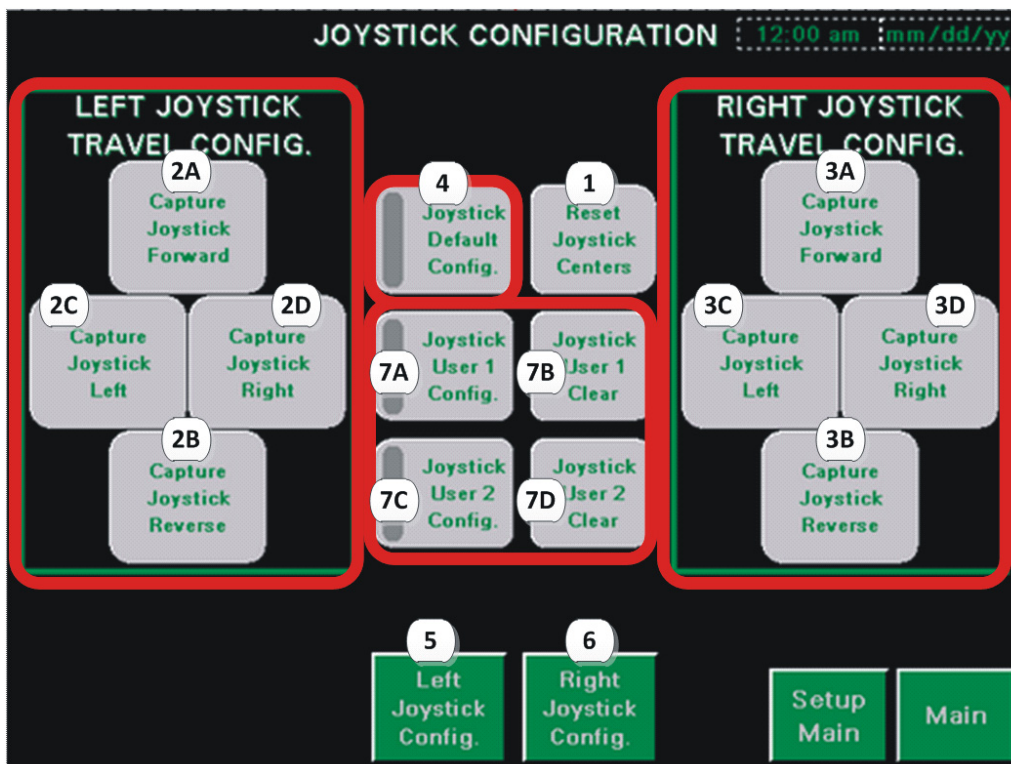 JOYSTICK CONFIGURATION
12:00 am
mm/dd/yy
LEFT JOYSTICK
TRAVEL CONFIG.
2A
Capture
Joystick
Forward
2C
Capture
Joystick
Left
2D
Capture
Joystick
Right
2B
Capture
Joystick
Reverse
4
Joystick
Default
Config.
1
Reset
Joystick
Centers
7A
Joystick
User 1
Config.
7B
Joystick
User 1
Clear
7C
Joystick
User 2
Config.
7D
Joystick
User 2
Clear
RIGHT JOYSTICK
TRAVEL CONFIG.
3A
Capture
Joystick
Forward
3C
Capture
Joystick
Left
3D
Capture
Joystick
Right
3B
Capture
Joystick
Reverse
5
Left
Joystick
Config.
6
Right
Joystick
Config.
Setup
Main
Main